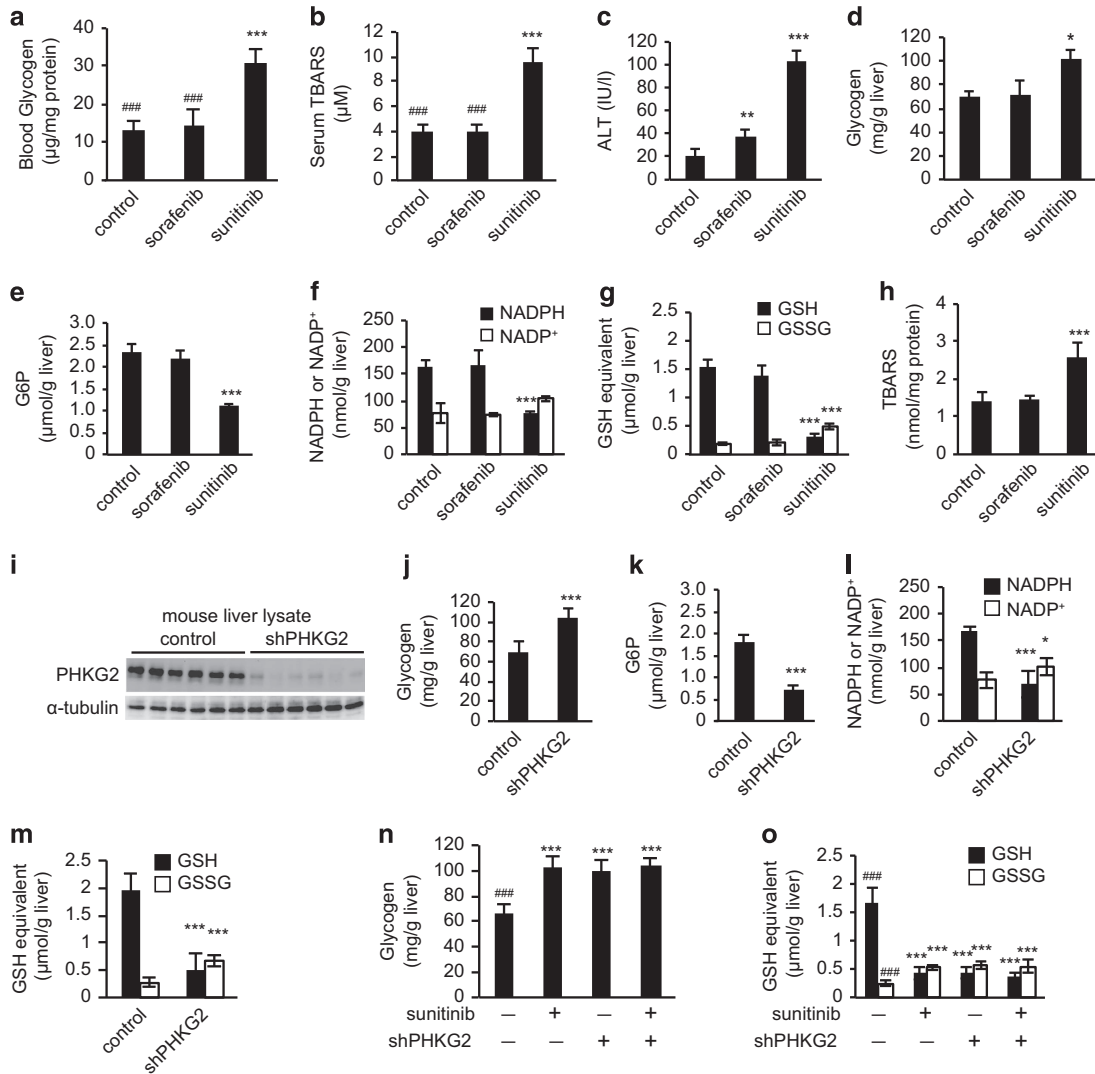 a
Blood Glycogen
(µg/mg protein)
40
30
20
10
0
###
###
***
control
sorafenib
sunitinib
b
Serum TBARS
(µM)
12
10
8
6
4
2
0
###
###
***
control
sorafenib
sunitinib
c
ALT (IU/l)
120
100
80
60
40
20
0
**
***
control
sorafenib
sunitinib
d
Glycogen
(mg/g liver)
120
100
80
60
40
20
0
*
control
sorafenib
sunitinib
e
G6P
(µmol/g liver)
3.0
2.5
2.0
1.5
1.0
0.5
0
***
control
sorafenib
sunitinib
f
NADPH or NADP⁺
(nmol/g liver)
250
200
150
100
50
0
NADPH
NADP⁺
***
control
sorafenib
sunitinib
g
GSH equivalent
(µmol/g liver)
2.5
2
1.5
1
0.5
0
GSH
GSSG
***
***
control
sorafenib
sunitinib
h
TBARS
(nmol/mg protein)
4
3
2
1
0
***
control
sorafenib
sunitinib
i
mouse liver lysate
control shPHKG2
PHKG2
α-tubulin
j
Glycogen
(mg/g liver)
120
100
80
60
40
20
0
***
control
shPHKG2
k
G6P
(µmol/g liver)
3.0
2.5
2.0
1.5
1.0
0.5
0
***
control
shPHKG2
l
NADPH or NADP⁺
(nmol/g liver)
250
200
150
100
50
0
NADPH
NADP⁺
***
*
control
shPHKG2
m
GSH equivalent
(µmol/g liver)
2.5
2
1.5
1
0.5
0
GSH
GSSG
*** ***
control
shPHKG2
n
Glycogen
(mg/g liver)
120
100
80
60
40
20
0
###
***
***
***
sunitinib – + – +
shPHKG2 – – + +
o
GSH equivalent
(µmol/g liver)
2.5
2
1.5
1
0.5
0
GSH
GSSG
###
###
*** ***
*** ***
*** ***
sunitinib – + – +
shPHKG2 – – + +